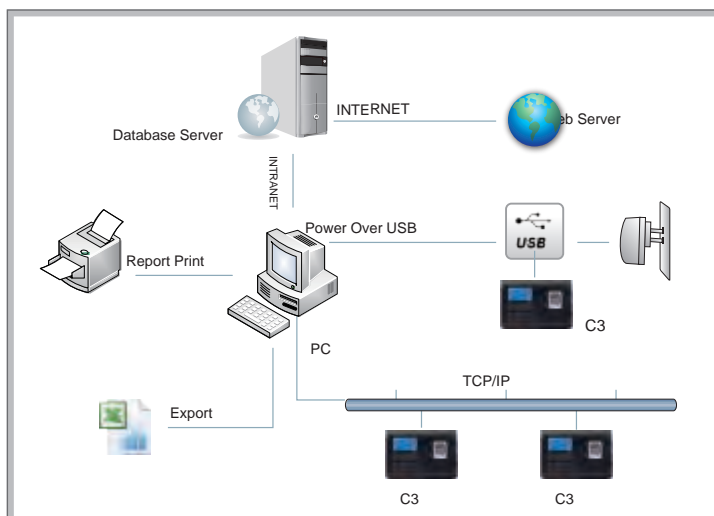 INTERNET
eb Server
Database Server
INTRANET
Power Over USB
USB
Report Print
C3
PC
TCP/IP
Export
C3
C3